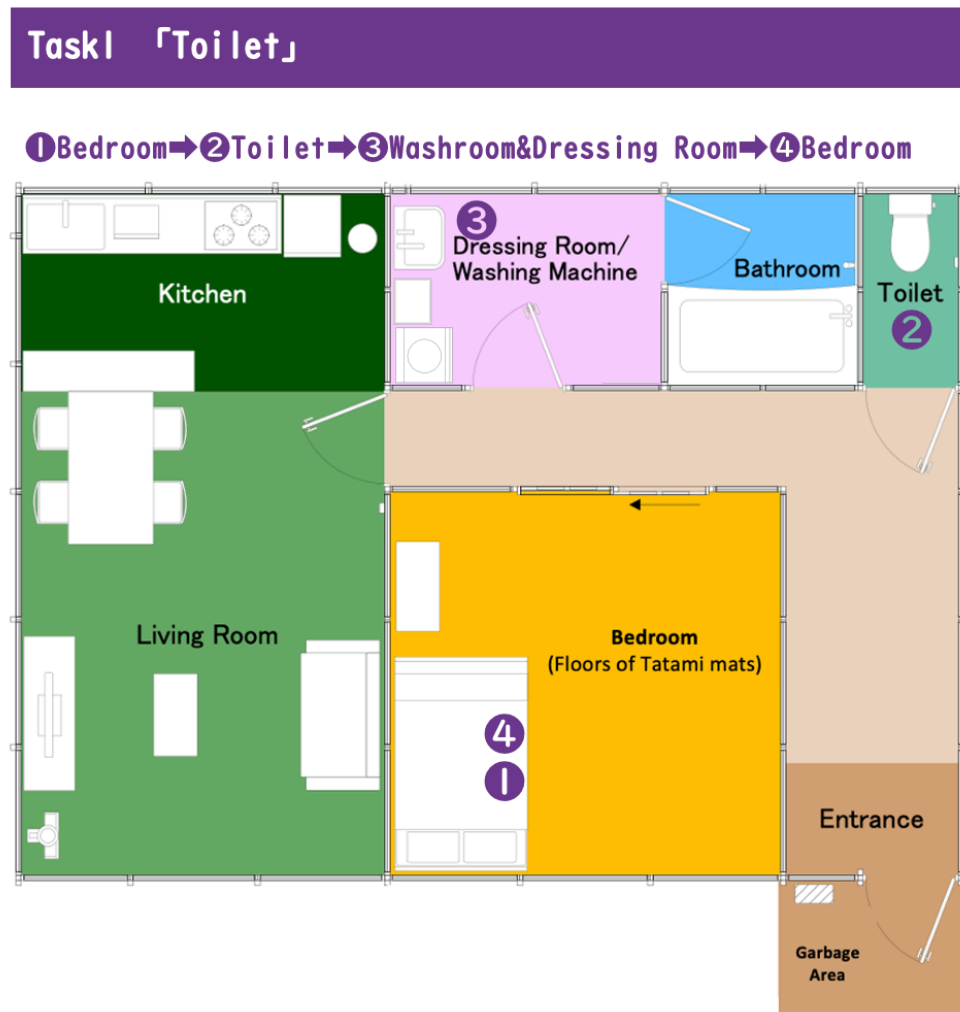 Task1 「Toilet」
❶Bedroom➡❷Toilet➡❸Washroom&Dressing Room➡❹Bedroom
❸
Dressing Room/
Washing Machine
Bathroom
Kitchen
Toilet
❷
Living Room
Bedroom
(Floors of Tatami mats)
❹
❶
Entrance
Garbage
Area